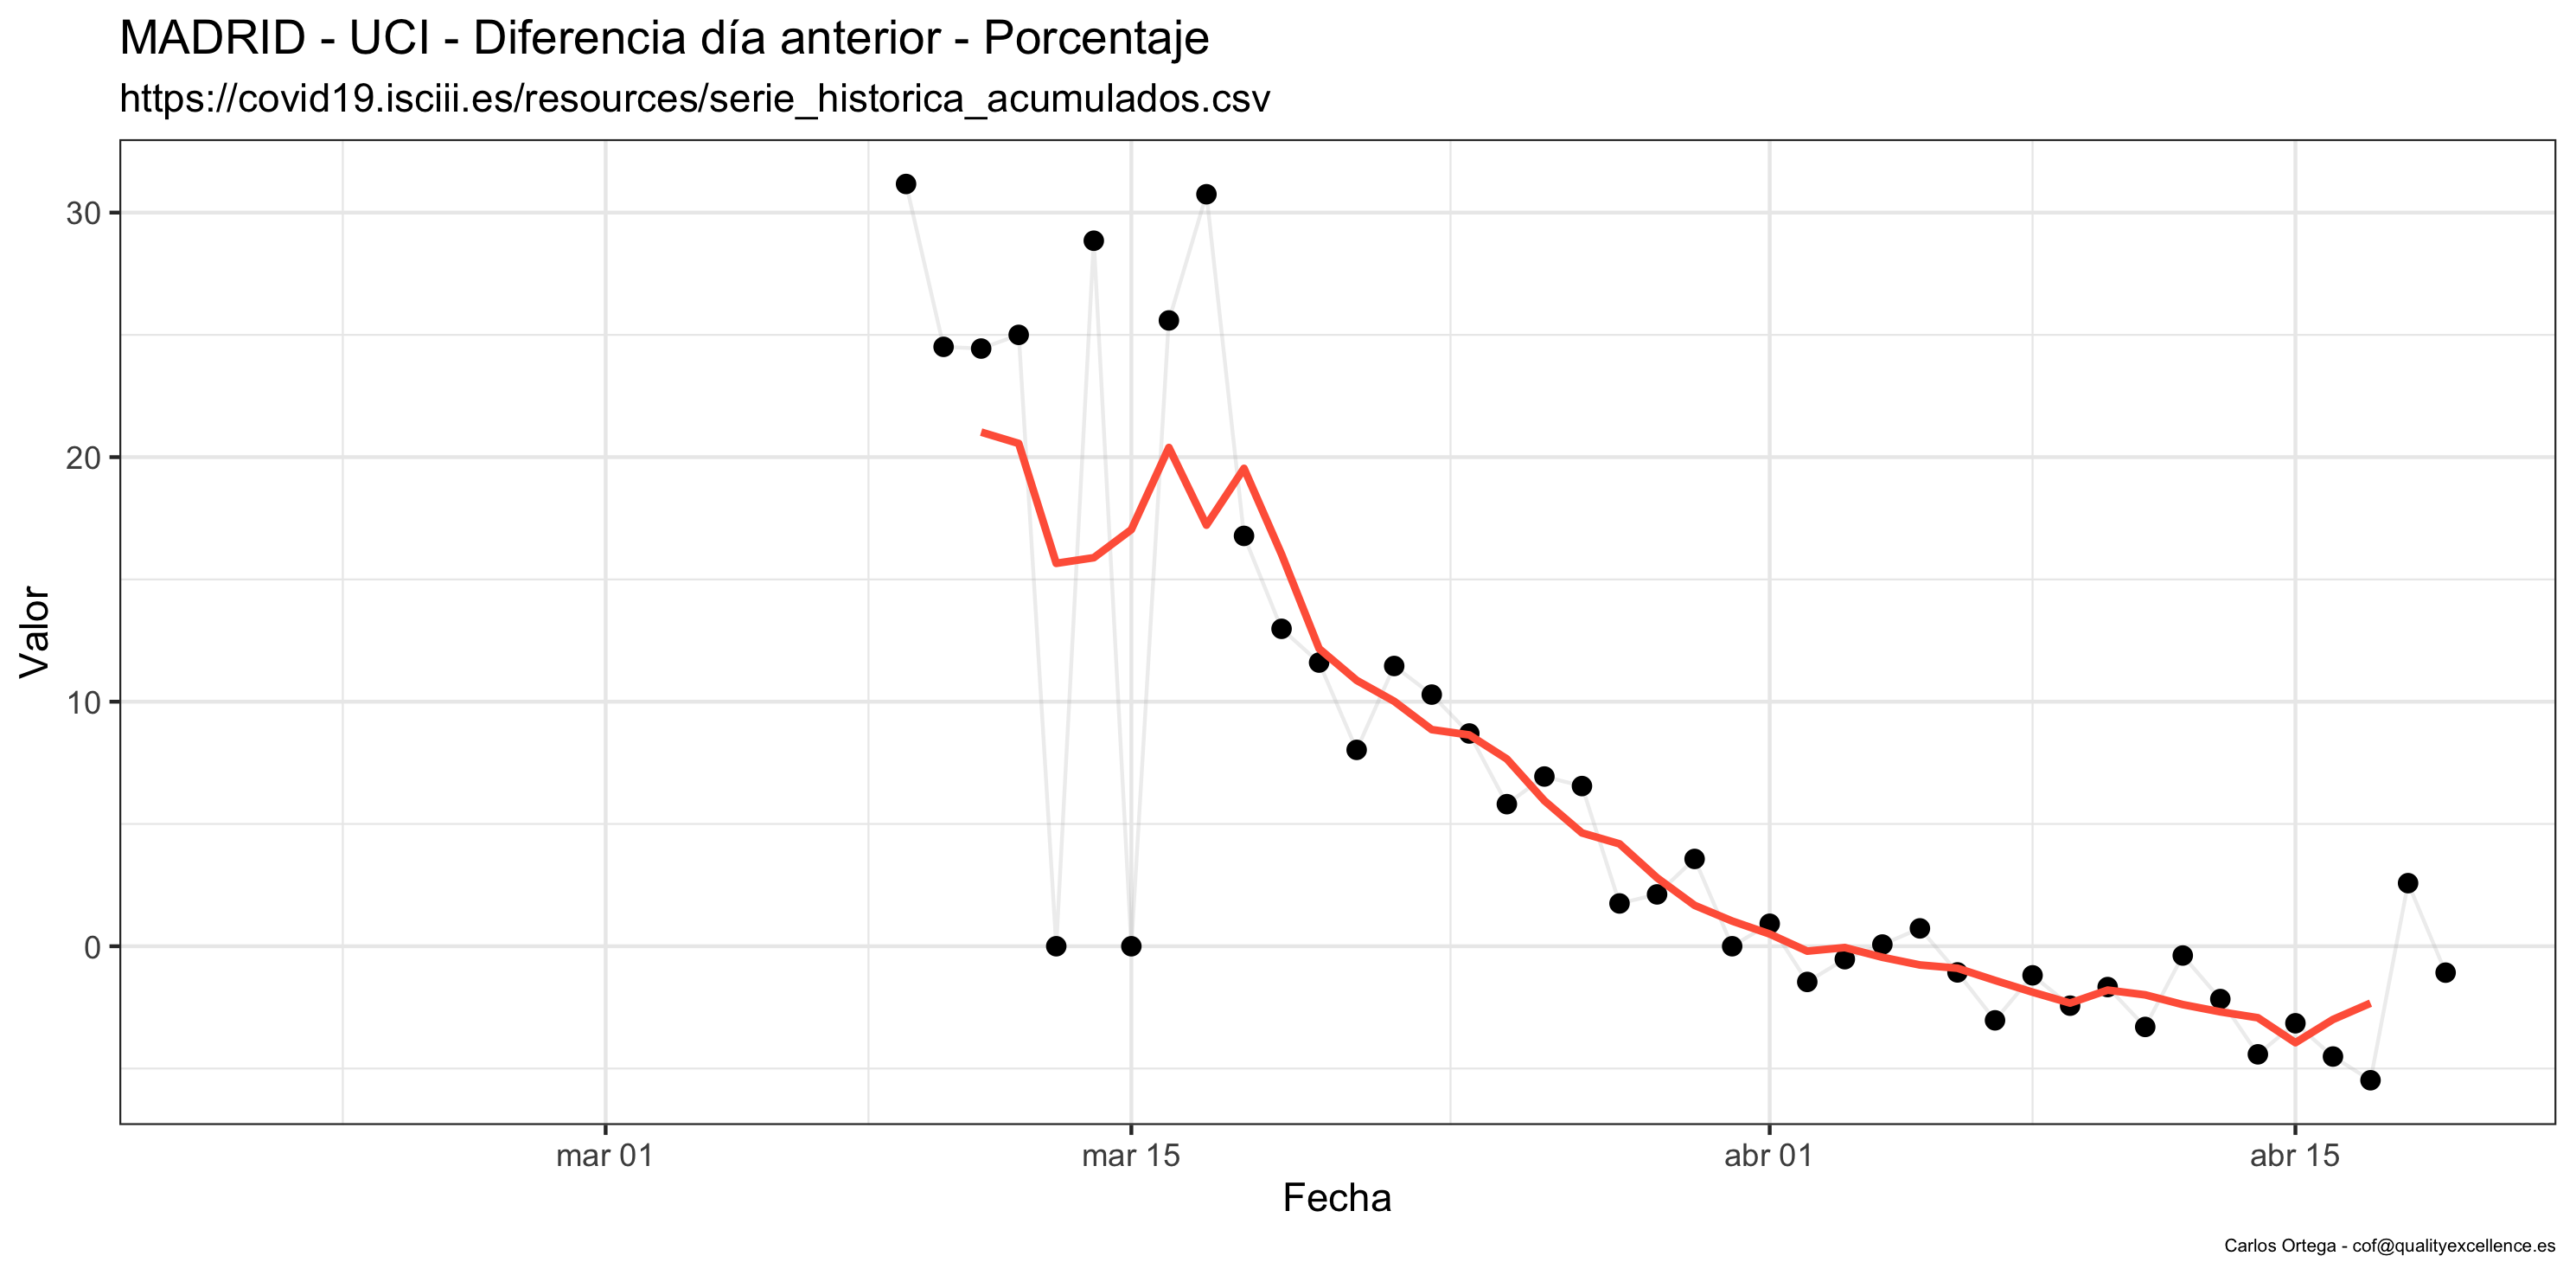 MADRID - UCI - Diferencia día anterior - Porcentaje
https://covid19.isciii.es/resources/serie_historica_acumulados.csv
30
20
10
0
Valor
mar 01
mar 15
abr 01
abr 15
Fecha
Carlos Ortega - cof@qualityexcellence.es